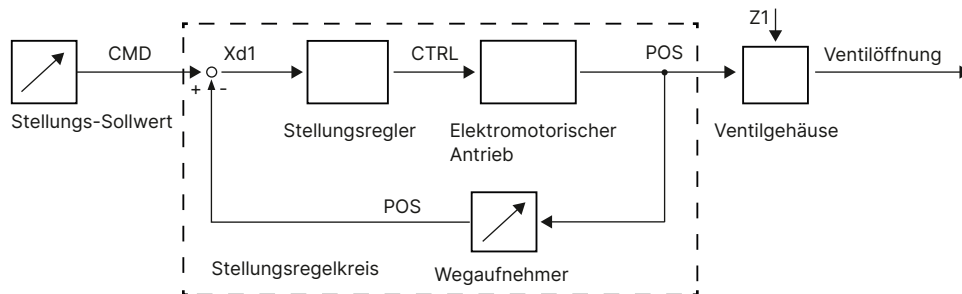 Z1
CMD
Xd1
CTRL
POS
Ventilöffnung
+
-
Stellungs-Sollwert
Stellungsregler
Elektromotorischer
Antrieb
Ventilgehäuse
POS
Stellungsregelkreis
Wegaufnehmer